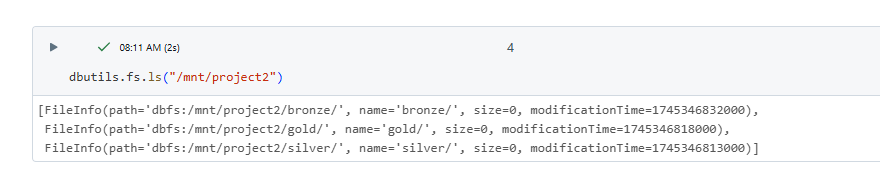 08:11 AM (2s)
4
dbutils.fs.ls("/mnt/project2")
[FileInfo(path='dbfs:/mnt/project2/bronze/', name='bronze/', size=0, modificationTime=1745346832000),
 FileInfo(path='dbfs:/mnt/project2/gold/', name='gold/', size=0, modificationTime=1745346818000),
 FileInfo(path='dbfs:/mnt/project2/silver/', name='silver/', size=0, modificationTime=1745346813000)]